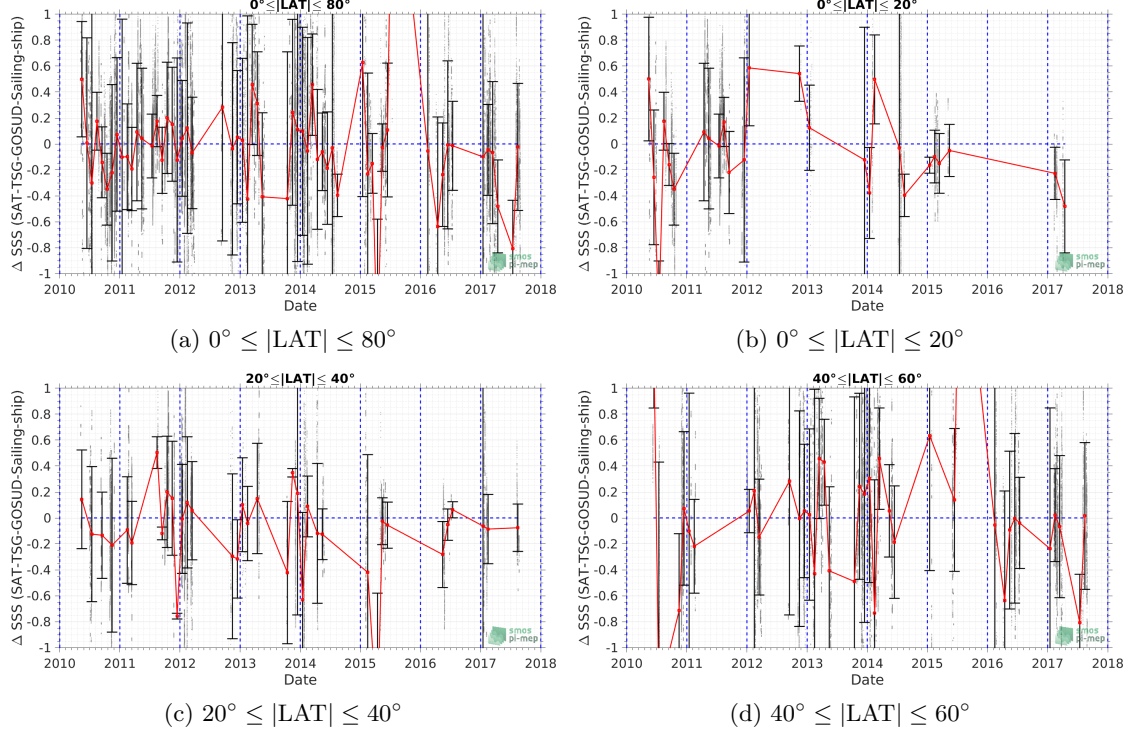 0°≤|LAT|≤ 80°
Δ SSS (SAT-TSG-GOSUD-Sailing-ship)
1
0.8
0.6
0.4
0.2
0
-0.2
-0.4
-0.6
-0.8
-1
2010 2011 2012 2013 2014 2015 2016 2017 2018
Date
smos
pi-mep
(a) 0° ≤ |LAT| ≤ 80°
0°≤|LAT|≤ 20°
Δ SSS (SAT-TSG-GOSUD-Sailing-ship)
1
0.8
0.6
0.4
0.2
0
-0.2
-0.4
-0.6
-0.8
-1
2010 2011 2012 2013 2014 2015 2016 2017 2018
Date
smos
pi-mep
(b) 0° ≤ |LAT| ≤ 20°
20°≤|LAT|≤ 40°
Δ SSS (SAT-TSG-GOSUD-Sailing-ship)
1
0.8
0.6
0.4
0.2
0
-0.2
-0.4
-0.6
-0.8
-1
2010 2011 2012 2013 2014 2015 2016 2017 2018
Date
smos
pi-mep
(c) 20° ≤ |LAT| ≤ 40°
40°≤|LAT|≤ 60°
Δ SSS (SAT-TSG-GOSUD-Sailing-ship)
1
0.8
0.6
0.4
0.2
0
-0.2
-0.4
-0.6
-0.8
-1
2010 2011 2012 2013 2014 2015 2016 2017 2018
Date
smos
pi-mep
(d) 40° ≤ |LAT| ≤ 60°